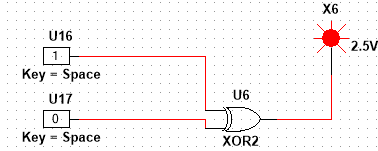 X6
U16
2.5V
1
Key = Space
U17
U6
0
Key = Space
XOR2